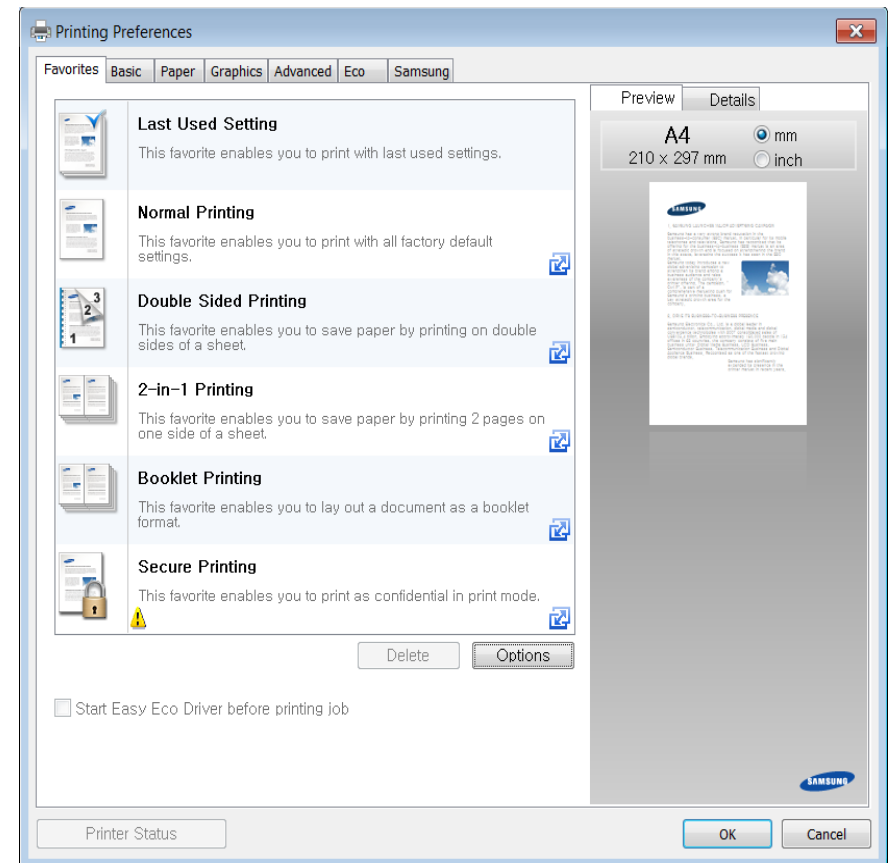 Printing Preferences
Favorites Basic Paper Graphics Advanced Eco Samsung
Last Used Setting
This favorite enables you to print with last used settings.
Normal Printing
This favorite enables you to print with all factory default
settings.
3
2
1
Double Sided Printing
This favorite enables you to save paper by printing on double
sides of a sheet.
2-in-1 Printing
This favorite enables you to save paper by printing 2 pages on
one side of a sheet.
Booklet Printing
This favorite enables you to lay out a document as a booklet
format.
Secure Printing
This favorite enables you to print as confidential in print mode.
Delete Options
Start Easy Eco Driver before printing job
Preview Details
A4
210 x 297 mm
mm
inch
SAMSUNG
SAMSUNG
Printer Status
OK Cancel